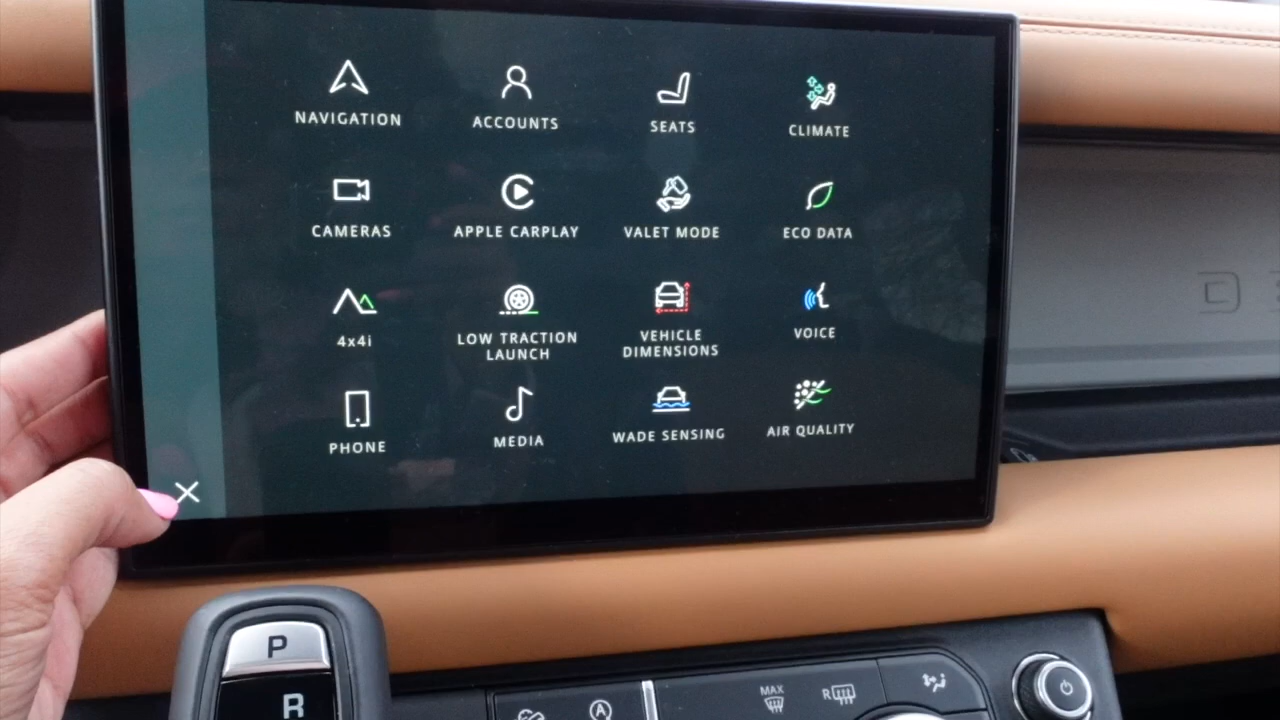 NAVIGATION
ACCOUNTS
SEATS
CLIMATE
CAMERAS
APPLE CARPLAY
VALET MODE
ECO DATA
4x4i
LOW TRACTION
LAUNCH
VEHICLE
DIMENSIONS
VOICE
PHONE
MEDIA
WADE SENSING
AIR QUALITY
P
R
A
MAX
R